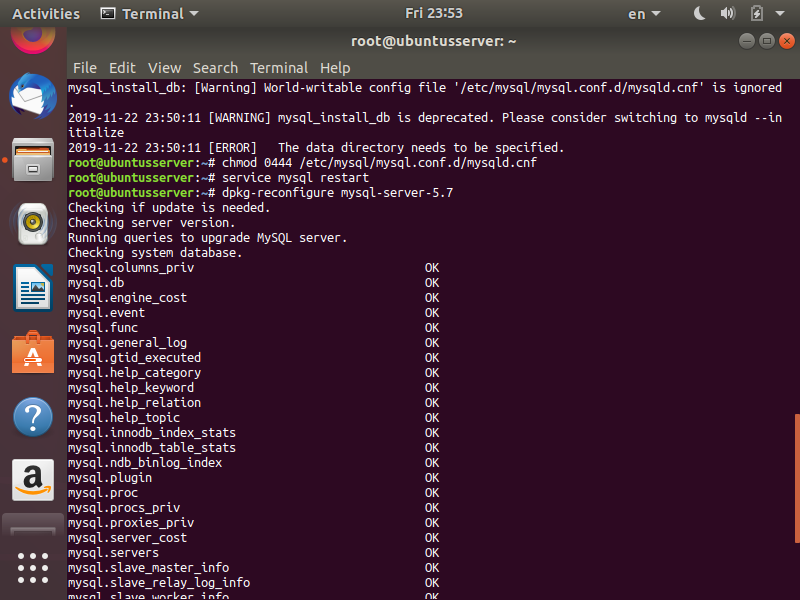 Activities Terminal Fri 23:53 en
root@ubuntusserver: ~
File Edit View Search Terminal Help
mysql_install_db: [Warning] World-writable config file '/etc/mysql/mysql.conf.d/mysqld.cnf' is ignored
.
2019-11-22 23:50:11 [WARNING] mysql_install_db is deprecated. Please consider switching to mysqld --in
itialize
2019-11-22 23:50:11 [ERROR]   The data directory needs to be specified.
root@ubuntusserver:~# chmod 0444 /etc/mysql/mysql.conf.d/mysqld.cnf
root@ubuntusserver:~# service mysql restart
root@ubuntusserver:~# dpkg-reconfigure mysql-server-5.7
Checking if update is needed.
Checking server version.
Running queries to upgrade MySQL server.
Checking system database.
mysql.columns_priv OK
mysql.db OK
mysql.engine_cost OK
mysql.event OK
mysql.func OK
mysql.general_log OK
mysql.gtid_executed OK
mysql.help_category OK
mysql.help_keyword OK
mysql.help_relation OK
mysql.help_topic OK
mysql.innodb_index_stats OK
mysql.innodb_table_stats OK
mysql.ndb_binlog_index OK
mysql.plugin OK
mysql.proc OK
mysql.procs_priv OK
mysql.proxies_priv OK
mysql.server_cost OK
mysql.servers OK
mysql.slave_master_info OK
mysql.slave_relay_log_info OK
mysql.slave_worker_info OK